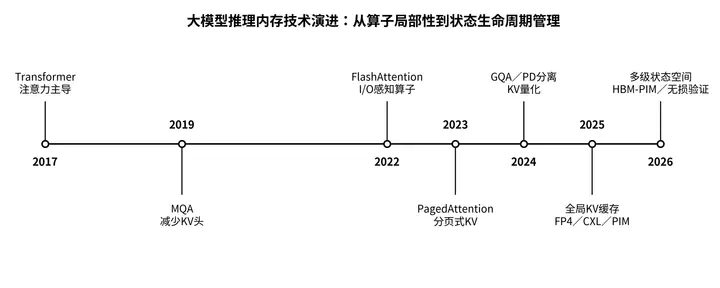 大模型推理内存技术演进：从算子局部性到状态生命周期管理
Transformer
注意力主导
2017
2019
MQA
减少KV头
FlashAttention
I/O感知算子
2022
2023
PagedAttention
分页式KV
GQA／PD分离
KV量化
2024
2025
全局KV缓存
FP4／CXL／PIM
多级状态空间
HBM-PIM／无损验证
2026